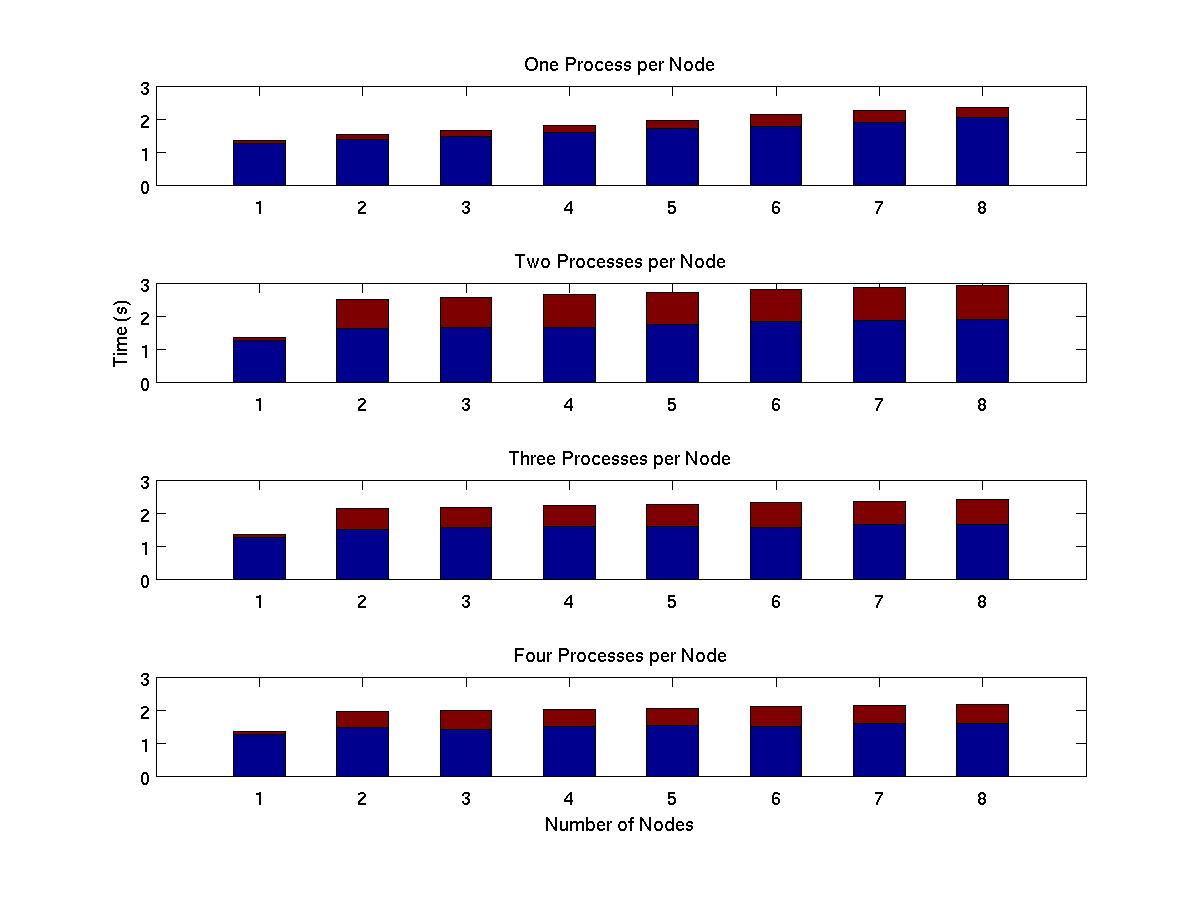 One Process per Node
3
2
1
0
1 2 3 4 5 6 7 8
Two Processes per Node
Time (s)
3
2
1
0
1 2 3 4 5 6 7 8
Three Processes per Node
3
2
1
0
1 2 3 4 5 6 7 8
Four Processes per Node
3
2
1
0
1 2 3 4 5 6 7 8
Number of Nodes